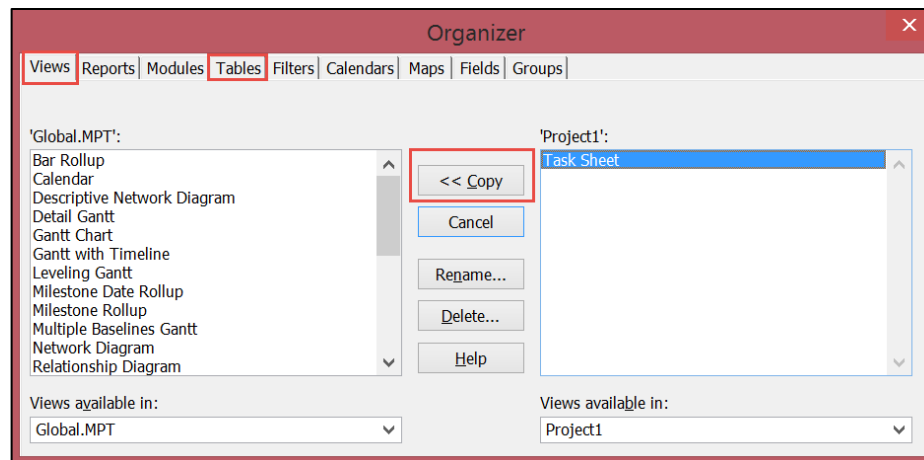 Organizer
Views Reports Modules Tables Filters Calendars Maps Fields Groups
'Global.MPT':
Bar Rollup
Calendar
Descriptive Network Diagram
Detail Gantt
Gantt Chart
Gantt with Timeline
Leveling Gantt
Milestone Date Rollup
Milestone Rollup
Multiple Baselines Gantt
Network Diagram
Relationship Diagram
Views available in:
Global.MPT
<< Copy
Cancel
Rename...
Delete...
Help
'Project1':
Task Sheet
Views available in:
Project1